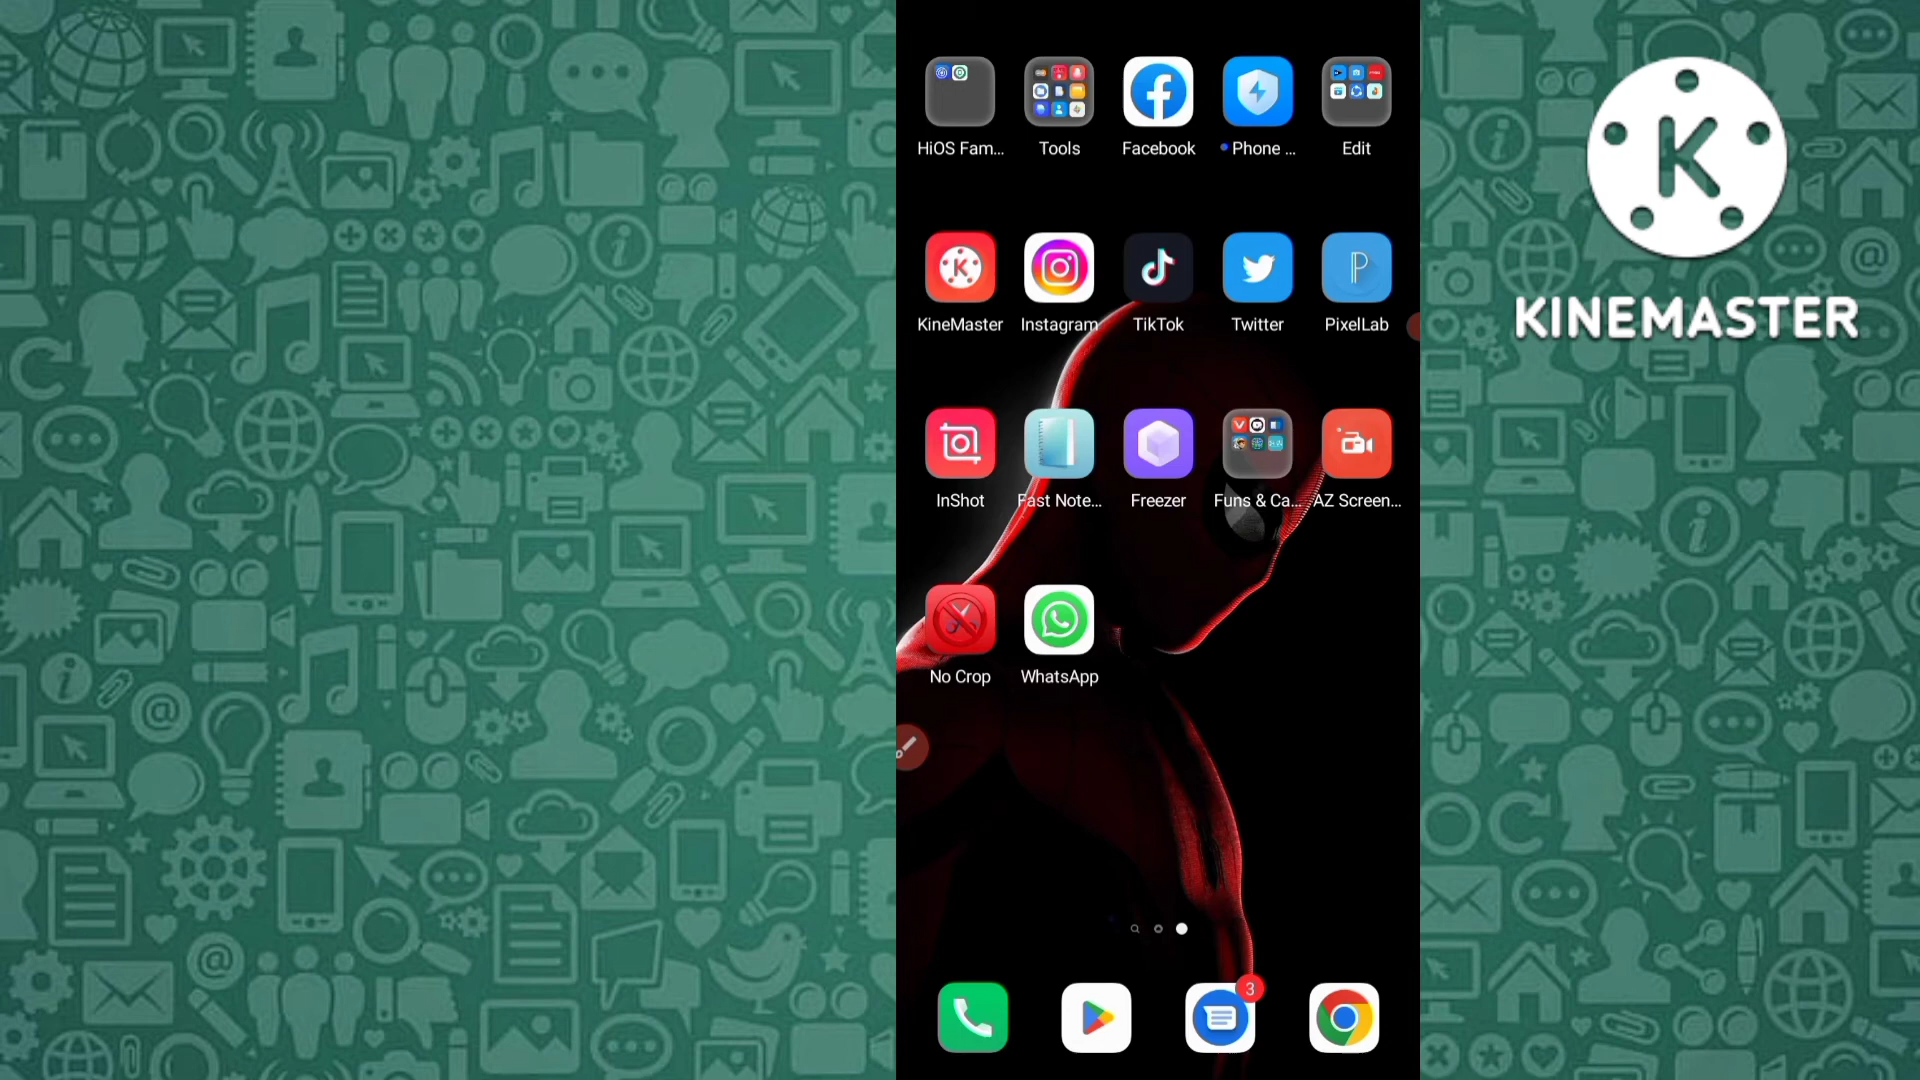 HiOS Fam...
Tools
Facebook
Phone ...
Edit
KineMaster
Instagram
TikTok
Twitter
PixelLab
InShot
Fast Note...
Freezer
Funs & Ca...
AZ Screen...
No Crop
WhatsApp
3
K
KINEMASTER